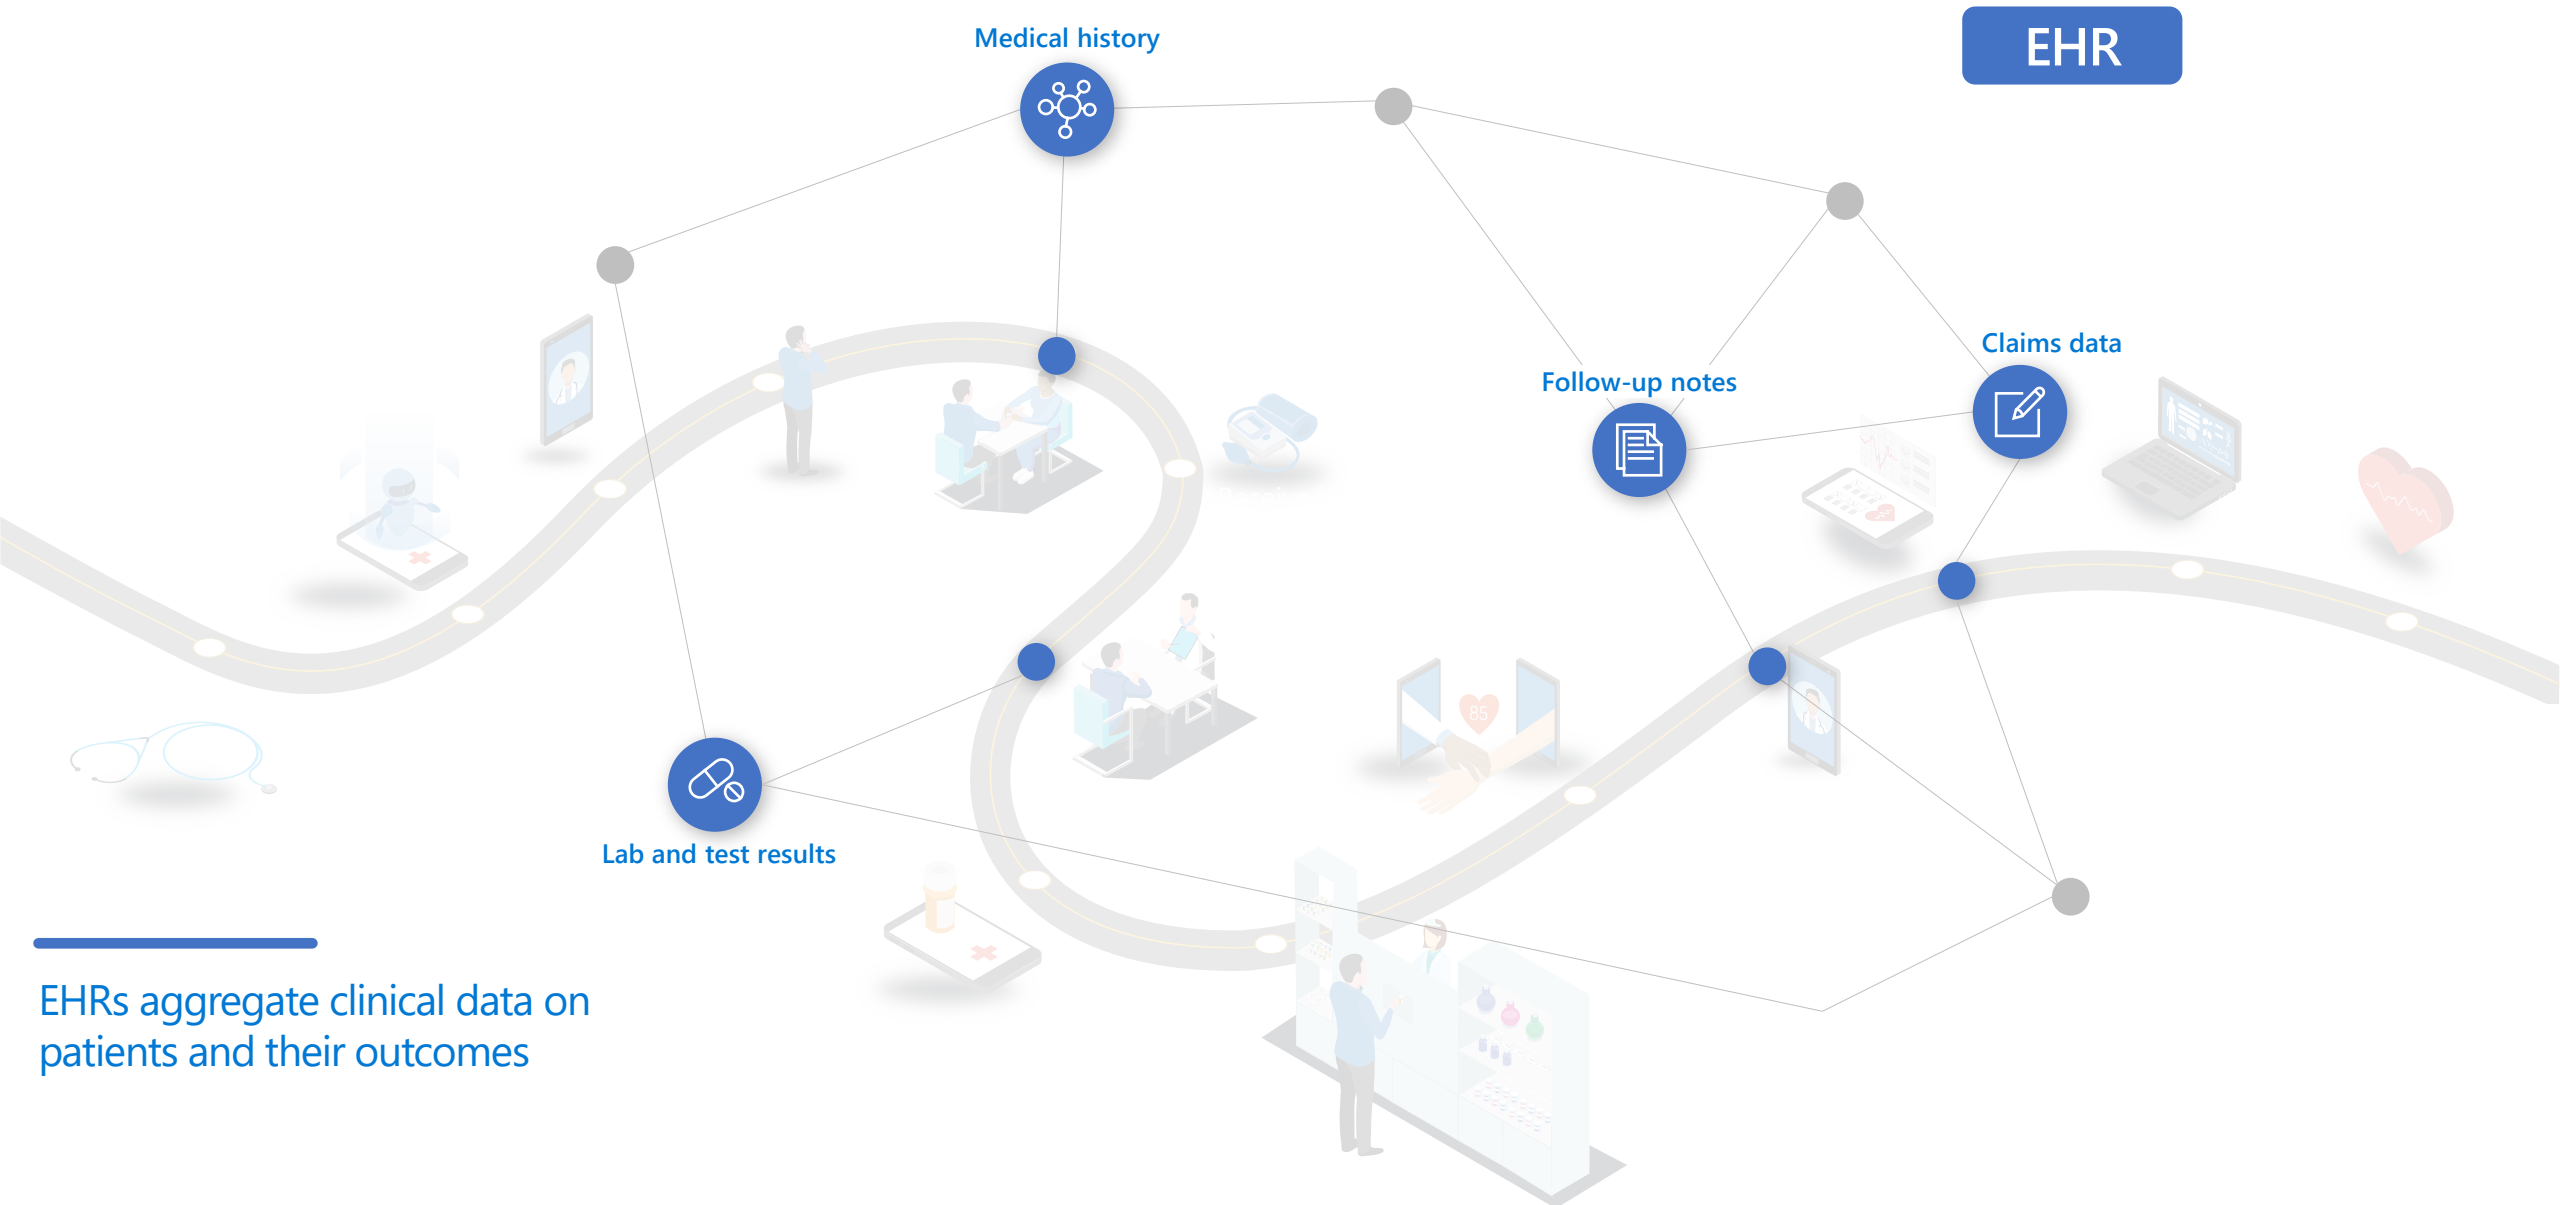 Medical history
EHR
Claims data
Follow-up notes
85
Lab and test results
EHRs aggregate clinical data on
patients and their outcomes